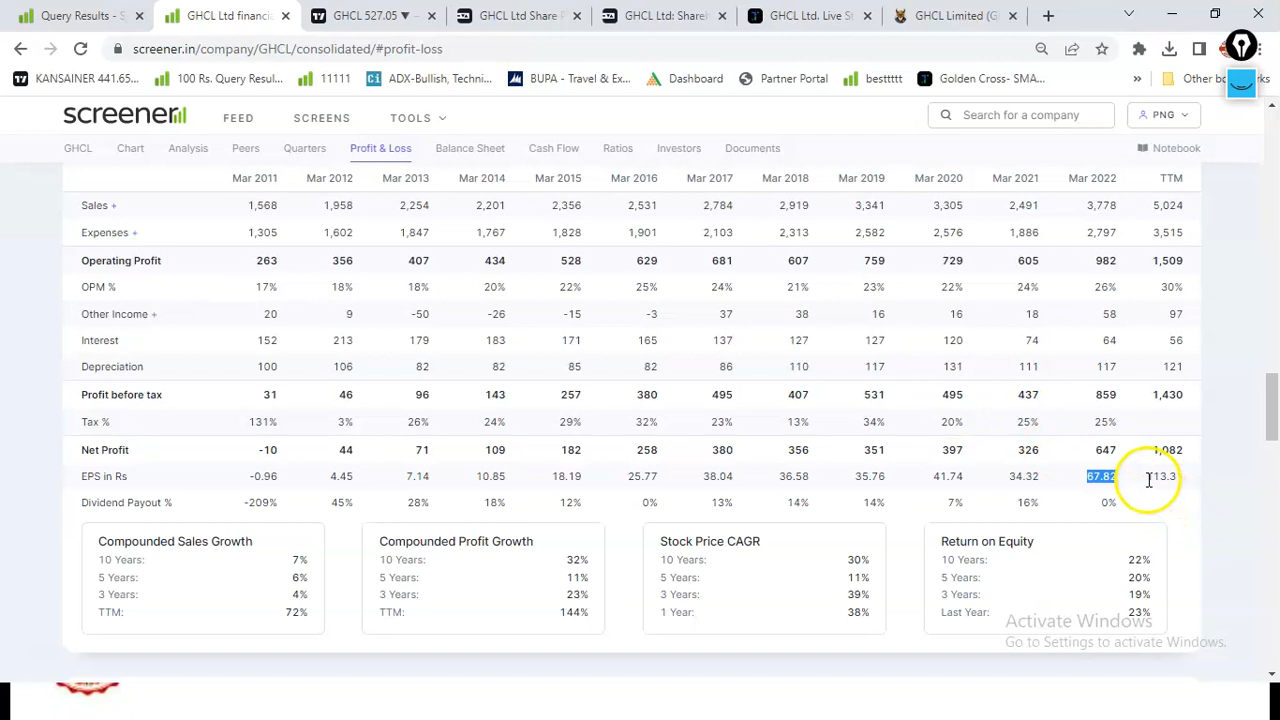 Query Results - S
GHCL Ltd financia
GHCL 527.05 ▼ −
GHCL Ltd Share P
GHCL Ltd: Shareh
GHCL Ltd. Live St
GHCL Limited (G
screener.in/company/GHCL/consolidated/#profit-loss
KANSAINER 441.65...
100 Rs. Query Resul...
11111
ADX-Bullish, Techni...
BUPA - Travel & Ex...
Dashboard
Partner Portal
besttttt
Golden Cross- SMA...
»
Other bookmarks
screener
FEED
SCREENS
TOOLS
Search for a company
PNG
GHCL
Chart
Analysis
Peers
Quarters
Profit & Loss
Balance Sheet
Cash Flow
Ratios
Investors
Documents
Notebook
Mar 2011 Mar 2012 Mar 2013 Mar 2014 Mar 2015 Mar 2016 Mar 2017 Mar 2018 Mar 2019 Mar 2020 Mar 2021 Mar 2022 TTM
Sales + 1,568 1,958 2,254 2,201 2,356 2,531 2,784 2,919 3,341 3,305 2,491 3,778 5,024
Expenses + 1,305 1,602 1,847 1,767 1,828 1,901 2,103 2,313 2,582 2,576 1,886 2,797 3,515
Operating Profit 263 356 407 434 528 629 681 607 759 729 605 982 1,509
OPM % 17% 18% 18% 20% 22% 25% 24% 21% 23% 22% 24% 26% 30%
Other Income + 20 9 -50 -26 -15 -3 37 38 16 16 18 58 97
Interest 152 213 179 183 171 165 137 127 127 120 74 64 56
Depreciation 100 106 82 82 85 82 86 110 117 131 111 117 121
Profit before tax 31 46 96 143 257 380 495 407 531 495 437 859 1,430
Tax % 131% 3% 26% 24% 29% 32% 23% 13% 34% 20% 25% 25%
Net Profit -10 44 71 109 182 258 380 356 351 397 326 647 1,082
EPS in Rs -0.96 4.45 7.14 10.85 18.19 25.77 38.04 36.58 35.76 41.74 34.32 67.82
Dividend Payout % -209% 45% 28% 18% 12% 0% 13% 14% 14% 7% 16% 0%
Compounded Sales Growth
10 Years: 7%
5 Years: 6%
3 Years: 4%
TTM: 72%
Compounded Profit Growth
10 Years: 32%
5 Years: 11%
3 Years: 23%
TTM: 144%
Stock Price CAGR
10 Years: 30%
5 Years: 11%
3 Years: 39%
1 Year: 38%
Return on Equity
10 Years: 22%
5 Years: 20%
3 Years: 19%
Last Year: 23%
Activate Windows
Go to Settings to activate Windows.